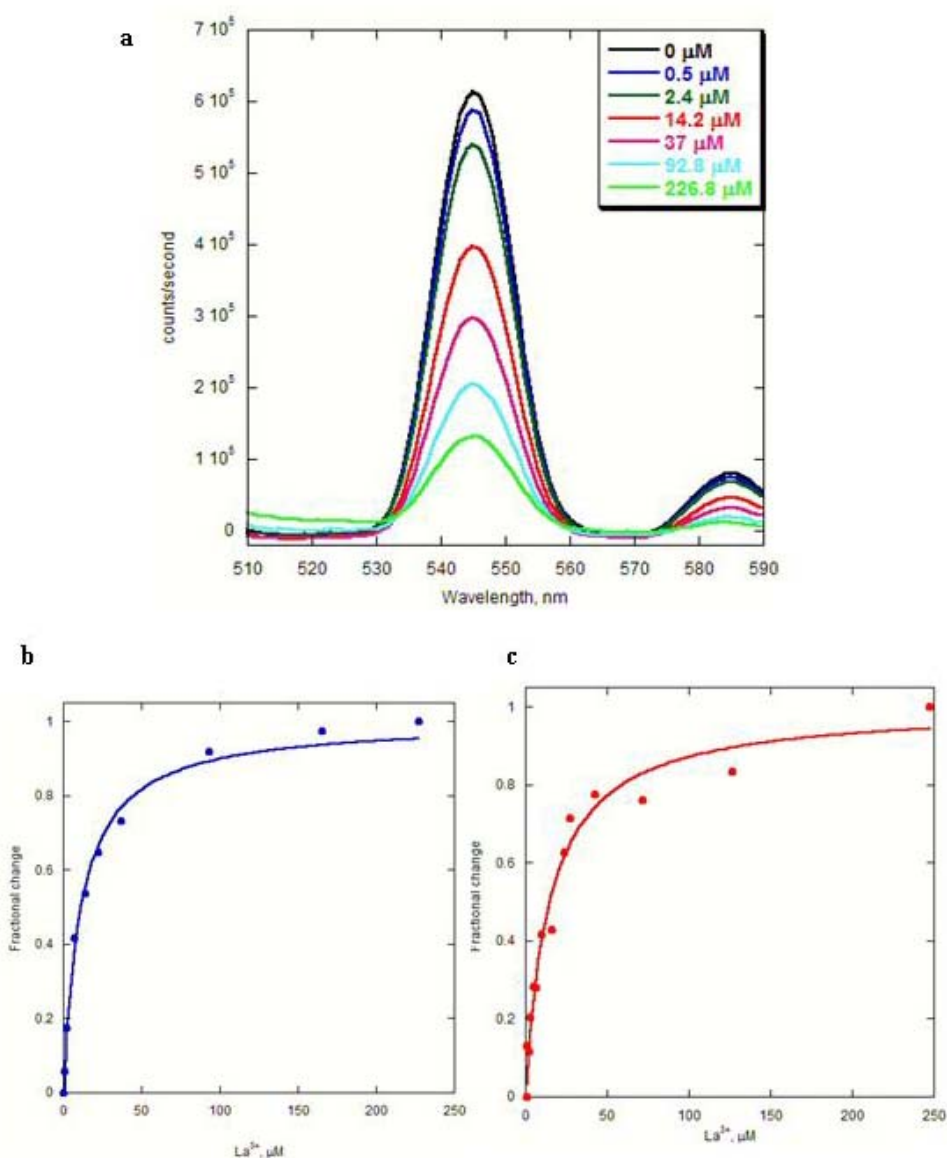 a
7 10⁵
6 10⁵
5 10⁵
4 10⁵
3 10⁵
2 10⁵
1 10⁵
0
counts/second
0 µM
0.5 µM
2.4 µM
14.2 µM
37 µM
92.8 µM
226.8 µM
510 520 530 540 550 560 570 580 590
Wavelength, nm
b
1
0.8
0.6
0.4
0.2
0
Fractional change
0 50 100 150 200 250
La³⁺, µM
c
1
0.8
0.6
0.4
0.2
0
Fractional change
0 50 100 150 200 250
La³⁺, µM